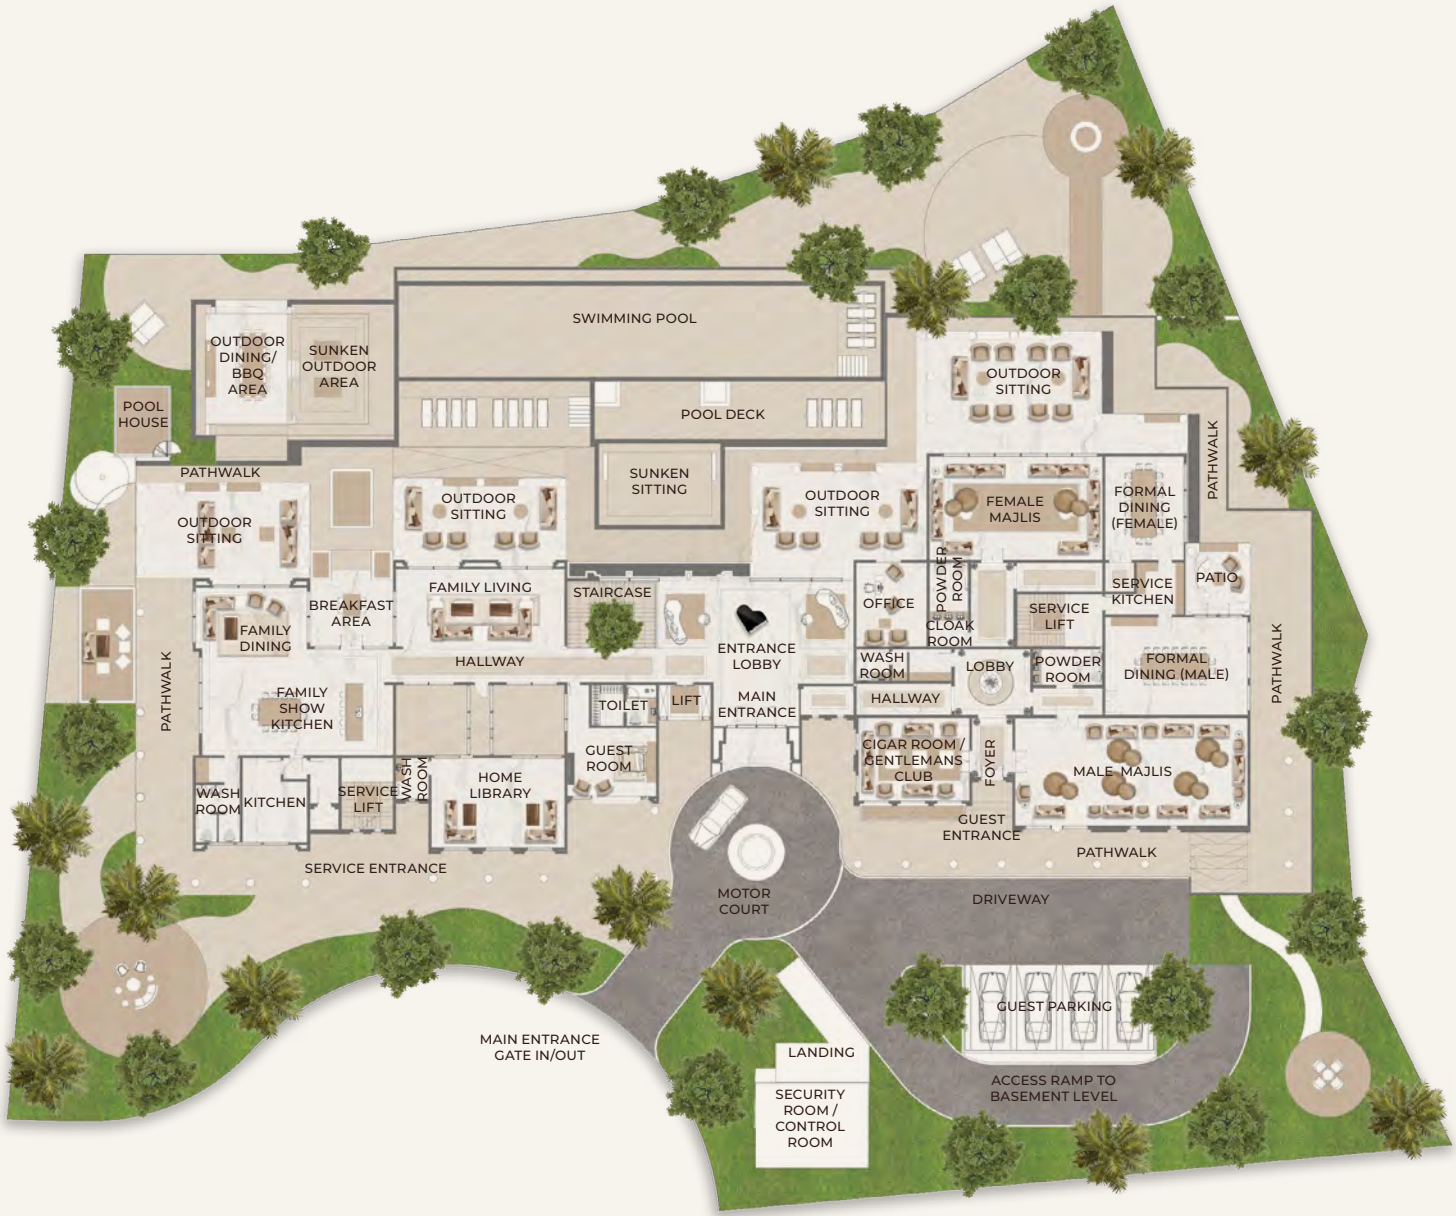 SWIMMING POOL
OUTDOOR
DINING/
BBQ
AREA
SUNKEN
OUTDOOR
AREA
OUTDOOR
SITTING
POOL
HOUSE
POOL DECK
PATHWALK
PATHWALK
SUNKEN
SITTING
OUTDOOR
SITTING
OUTDOOR
SITTING
OUTDOOR
SITTING
FEMALE
MAJLIS
FORMAL
DINING
(FEMALE)
FAMILY LIVING
STAIRCASE
POWDER
ROOM
OFFICE
SERVICE
KITCHEN
PATIO
BREAKFAST
AREA
FAMILY
DINING
CLOAK
ROOM
SERVICE
LIFT
HALLWAY
ENTRANCE
LOBBY
WASH
ROOM
LOBBY
POWDER
ROOM
FORMAL
DINING (MALE)
PATHWALK
PATHWALK
FAMILY
SHOW
KITCHEN
TOILET
LIFT
MAIN
ENTRANCE
HALLWAY
GUEST
ROOM
CIGAR ROOM /
GENTLEMANS
CLUB
FOYER
MALE MAJLIS
WASH
ROOM
KITCHEN
SERVICE
LIFT
WASH
ROOM
HOME
LIBRARY
GUEST
ENTRANCE
PATHWALK
SERVICE ENTRANCE
MOTOR
COURT
DRIVEWAY
GUEST PARKING
MAIN ENTRANCE
GATE IN/OUT
LANDING
ACCESS RAMP TO
BASEMENT LEVEL
SECURITY
ROOM /
CONTROL
ROOM